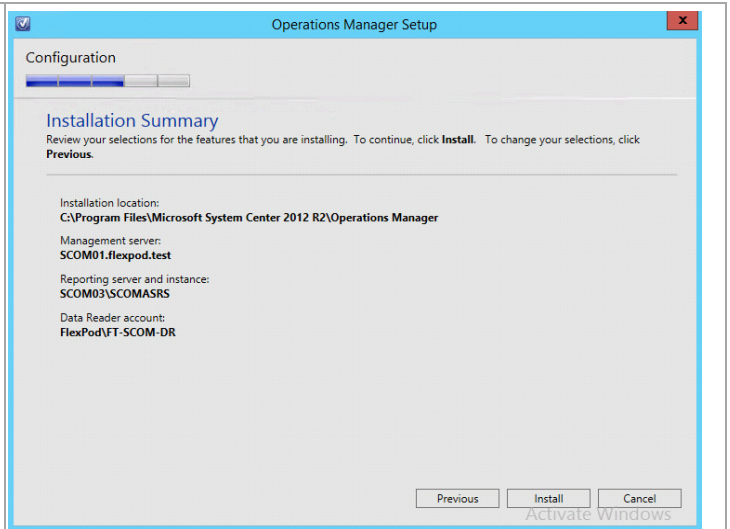 Operations Manager Setup
x
Configuration
Installation Summary
Review your selections for the features that you are installing. To continue, click Install. To change your selections, click
Previous.
Installation location:
C:\Program Files\Microsoft System Center 2012 R2\Operations Manager
Management server:
SCOM01.flexpod.test
Reporting server and instance:
SCOM03\SCOMASRS
Data Reader account:
FlexPod\FT-SCOM-DR
Previous Install Cancel
Activate Windows